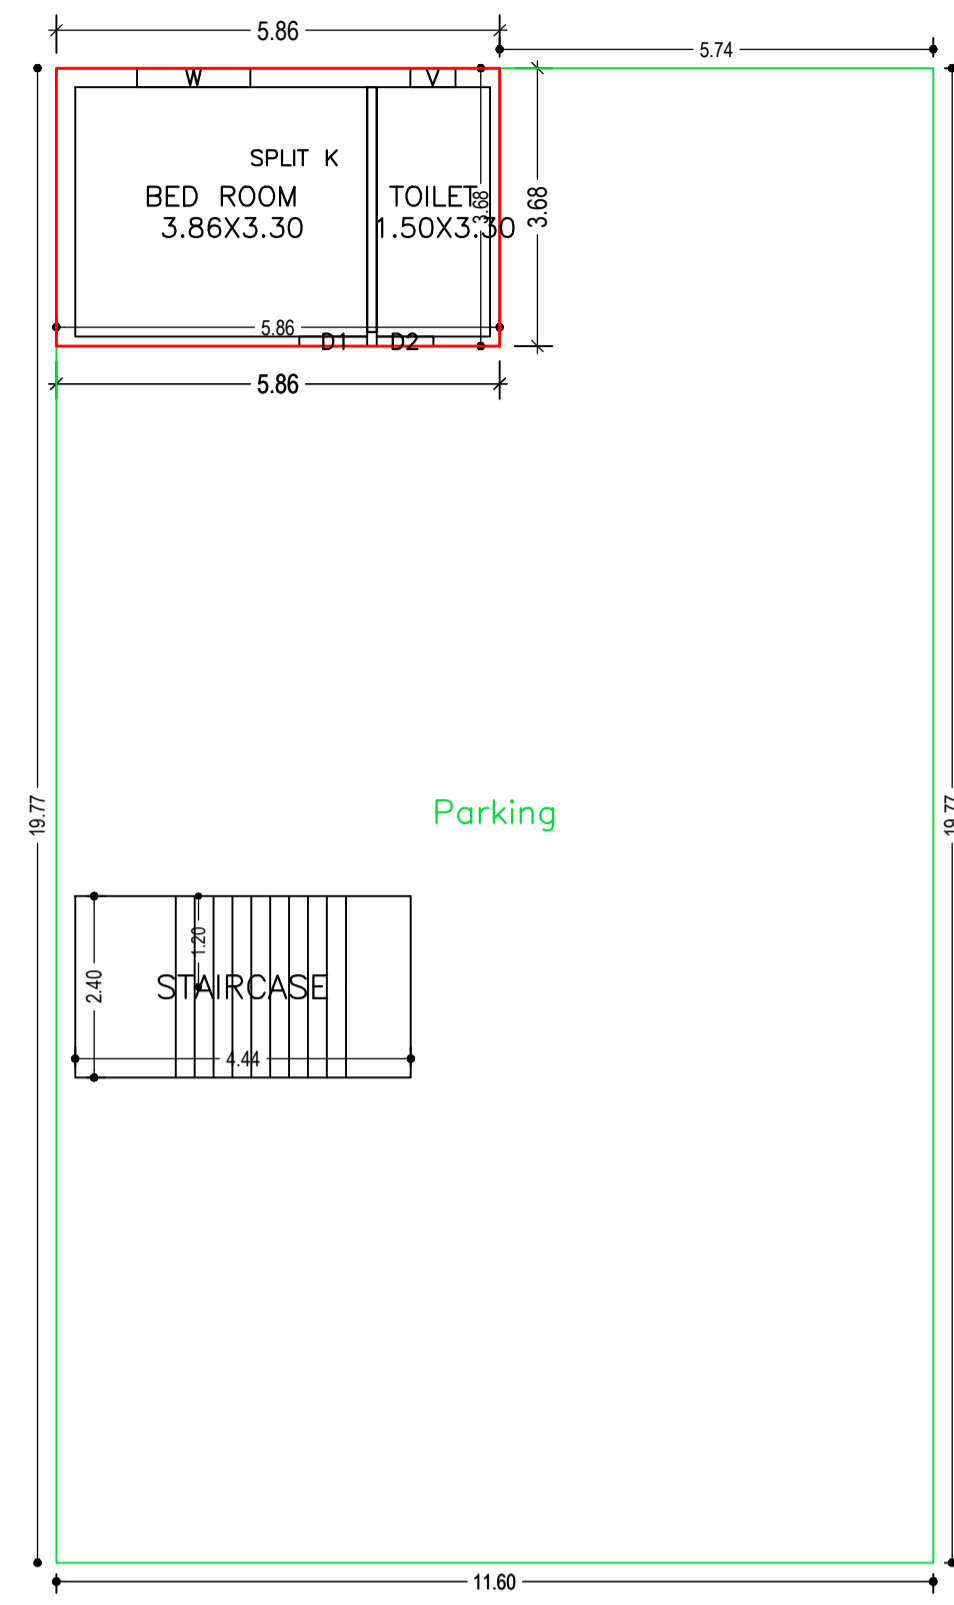 5.86
5.74
W
V
SPLIT K
BED ROOM
3.86X3.30
TOILET
1.50X3.30
3.68
3.68
5.86
D1
D2
5.86
19.77
19.77
Parking
1.20
2.40
STAIRCASE
4.44
11.60